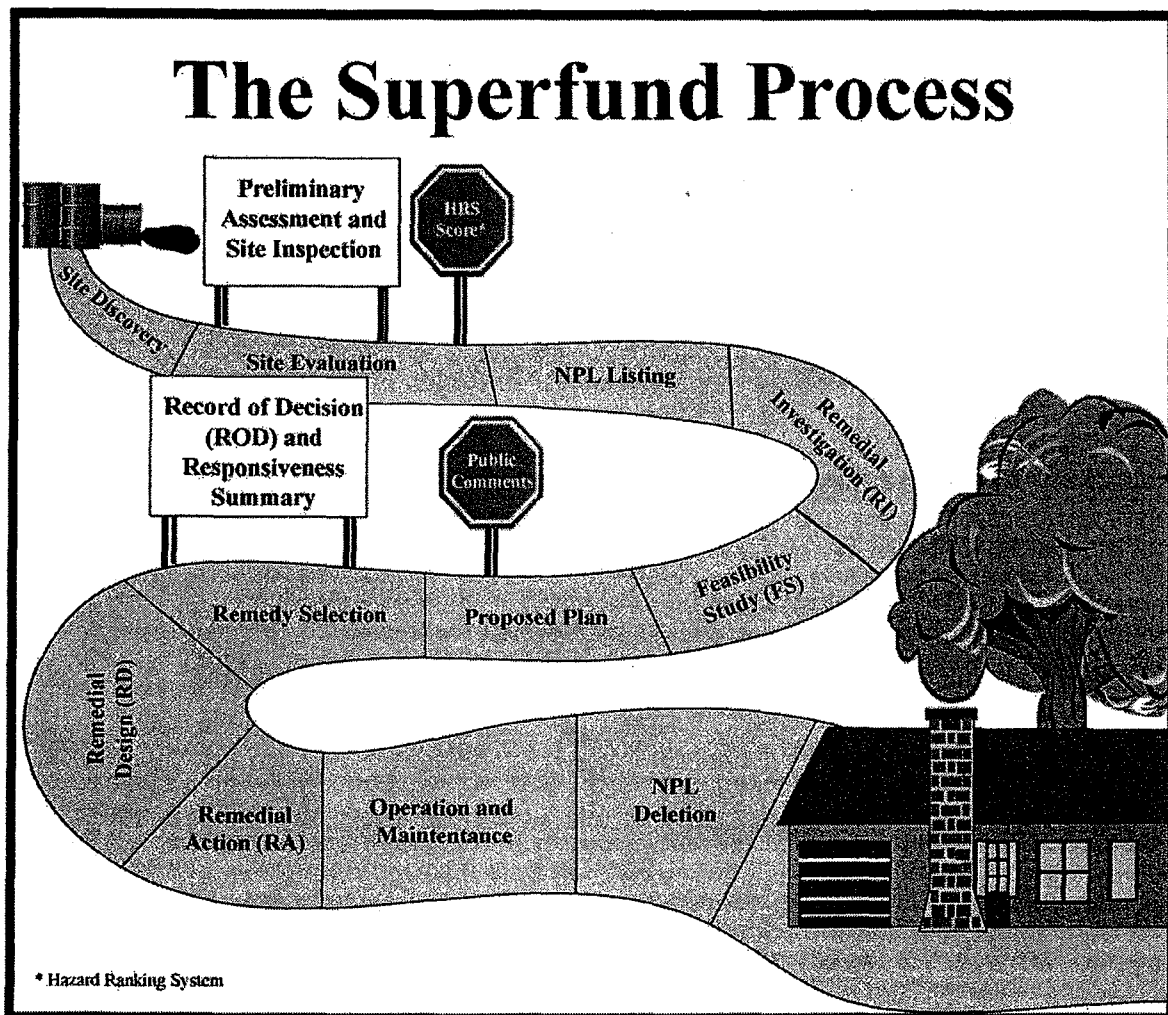 The Superfund Process
Preliminary
Assessment and
Site Inspection
HRS
Score*
Site Discovery
Site Evaluation
NPL Listing
Remedial
Investigation (RI)
Record of Decision
(ROD) and
Responsiveness
Summary
Public
Comments
Feasibility
Study (FS)
Proposed Plan
Remedy Selection
Remedial
Design (RD)
Remedial
Action (RA)
Operation and
Maintentance
NPL
Deletion
* Hazard Ranking System